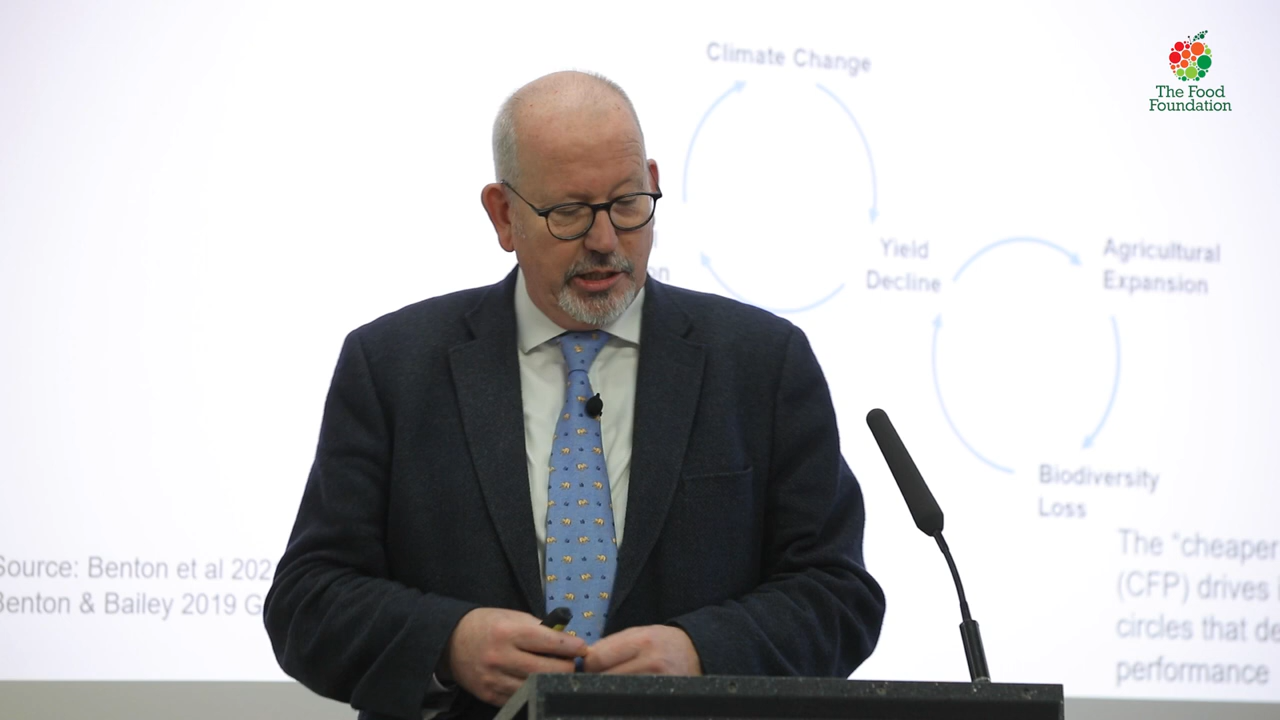 Climate Change
The Food
Foundation
Yield
Decline
Agricultural
Expansion
Biodiversity
Loss
Source: Benton et al 202
Benton & Bailey 2019 G
The "cheaper
(CFP) drives
circles that de
performance